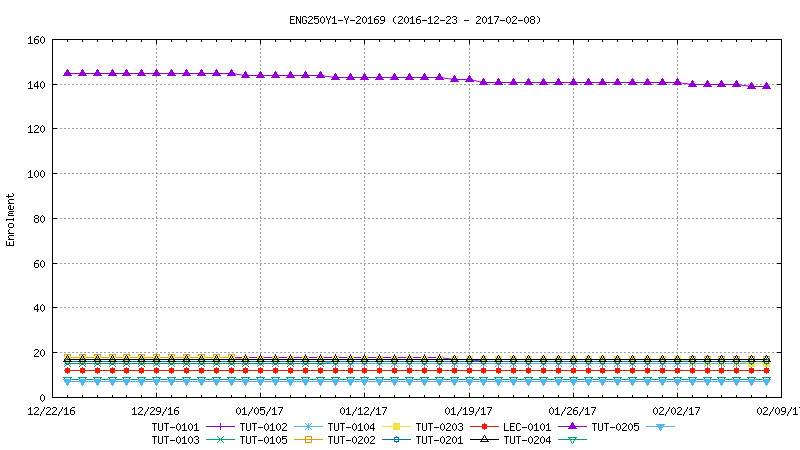 ENG250Y1-Y-20169 (2016-12-23 - 2017-02-08)
160
140
120
100
80
60
40
20
0
Enrolment
12/22/16 12/29/16 01/05/17 01/12/17 01/19/17 01/26/17 02/02/17 02/09/17
TUT-0101 TUT-0102 TUT-0104 TUT-0203 LEC-0101 TUT-0205
TUT-0103 TUT-0105 TUT-0202 TUT-0201 TUT-0204